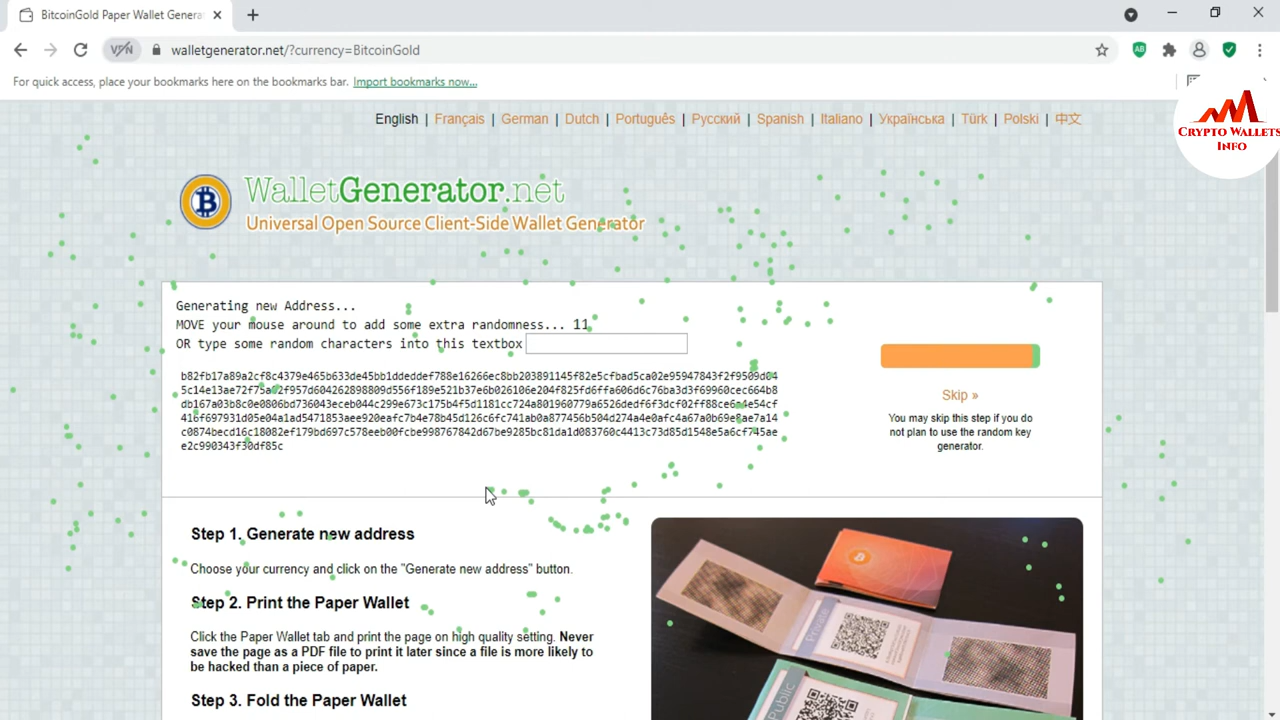 BitcoinGold Paper Wallet Genera
walletgenerator.net/?currency=BitcoinGold
For quick access, place your bookmarks here on the bookmarks bar. Import bookmarks now...
CRYPTO WALLETS
INFO
English | Français | German | Dutch | Português | Русский | Spanish | Italiano | Українська | Türk | Polski | 中文
WalletGenerator.net
Universal Open Source Client-Side Wallet Generator
Generating new Address...
MOVE your mouse around to add some extra randomness... 11
OR type some random characters into this textbox
Skip »
You may skip this step if you
do not plan to use the random key
generator.
e2c990343f30df85c
Step 1. Generate new address
Choose your currency and click on the "Generate new address" button.
Step 2. Print the Paper Wallet
Click the Paper Wallet tab and print the page on high quality setting. Never
save the page as a PDF file to print it later since a file is more likely to
be hacked than a piece of paper.
Step 3. Fold the Paper Wallet
Private
Public